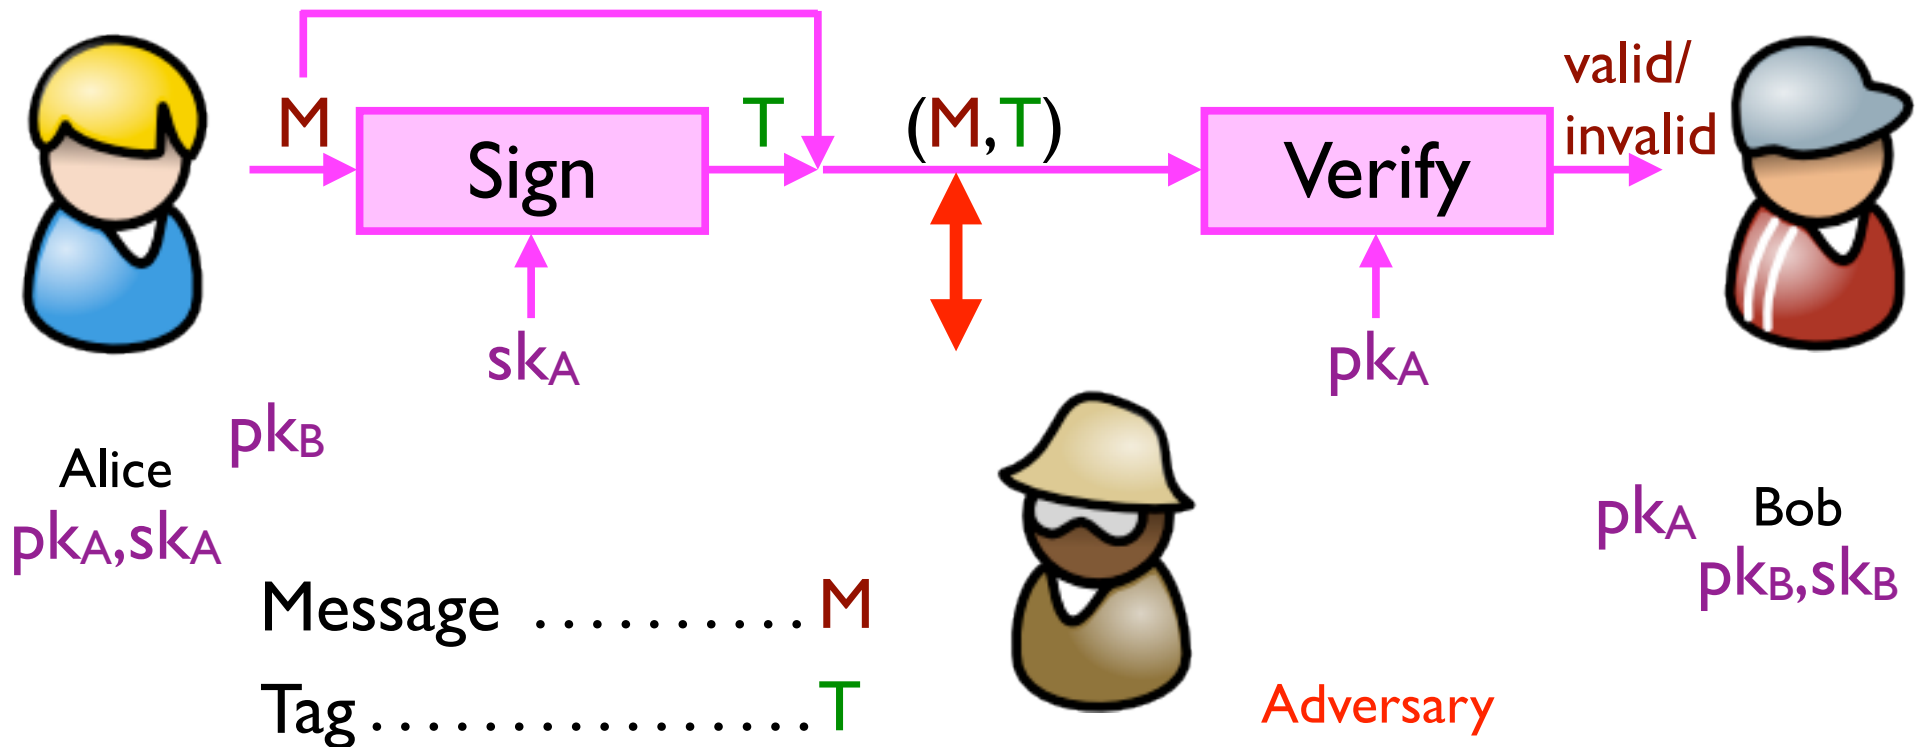 valid/
invalid
M
Sign
T
(M,T)
Verify
skA
pkA
pkB
Alice
pkA,skA
pkA
Bob
pkB,skB
Message .......... M
Tag ................ T
Adversary